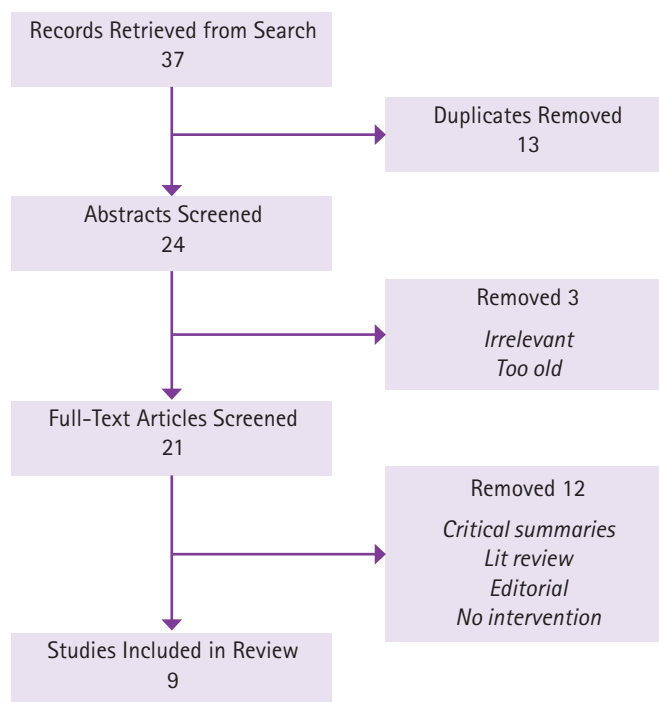 Records Retrieved from Search
37
Duplicates Removed
13
Abstracts Screened
24
Removed 3
Irrelevant
Too old
Full-Text Articles Screened
21
Removed 12
Critical summaries
Lit review
Editorial
No intervention
Studies Included in Review
9